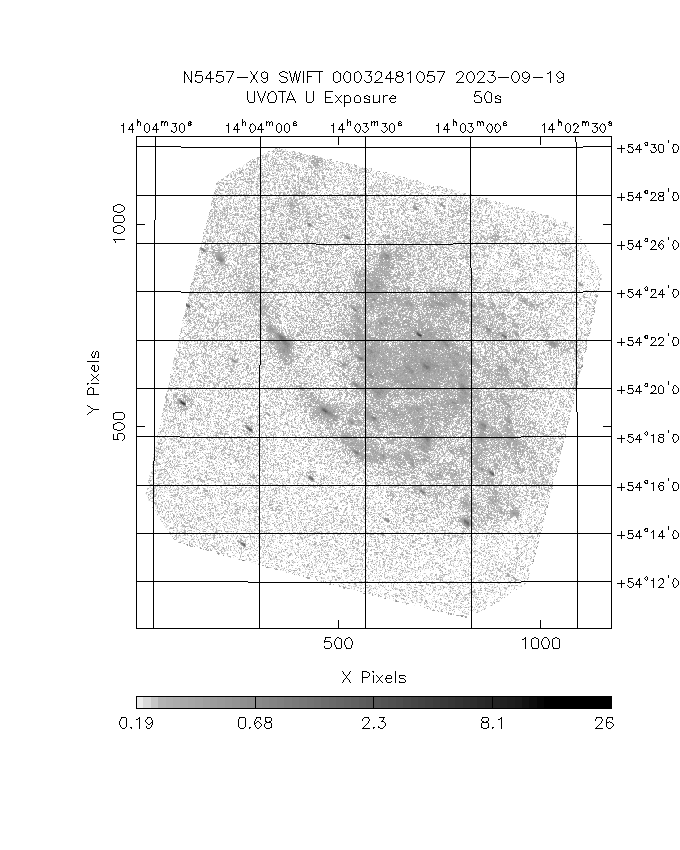 N5457-X9 SWIFT 00032481057 2023-09-19
UVOTA U Exposure 50s
14ʰ04ᵐ30ˢ 14ʰ04ᵐ00ˢ 14ʰ03ᵐ30ˢ 14ʰ03ᵐ00ˢ 14ʰ02ᵐ30ˢ
+54°30'0
+54°28'0
1000
+54°26'0
+54°24'0
+54°22'0
Y Pixels
+54°20'0
500
+54°18'0
+54°16'0
+54°14'0
+54°12'0
500 1000
X Pixels
0.19 0.68 2.3 8.1 26